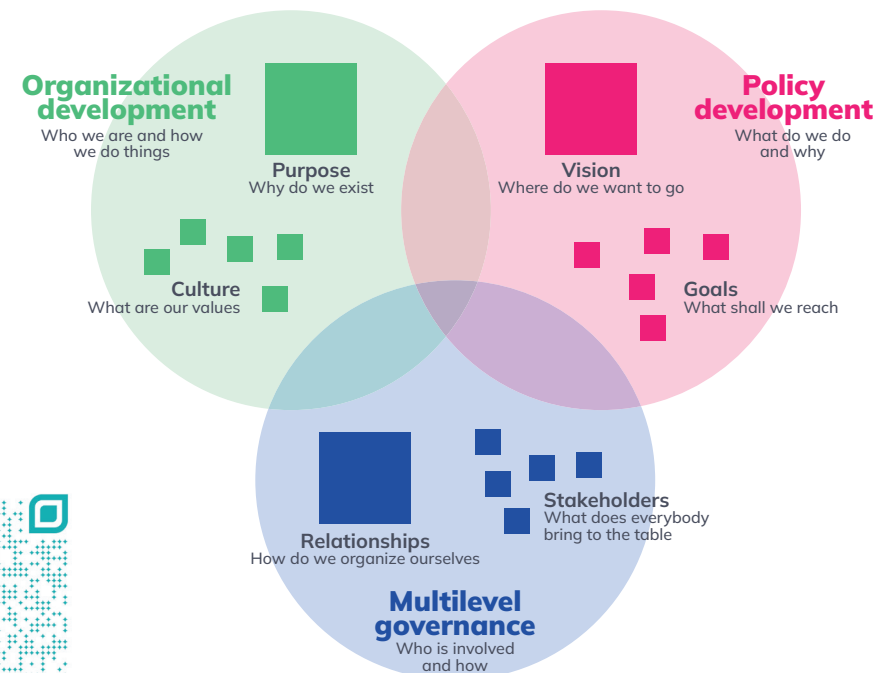 Organizational
development
Who we are and how
we do things
Purpose
Why do we exist
Culture
What are our values
Policy
development
What do we do
and why
Vision
Where do we want to go
Goals
What shall we reach
Relationships
How do we organize ourselves
Stakeholders
What does everybody
bring to the table
Multilevel
governance
Who is involved
and how